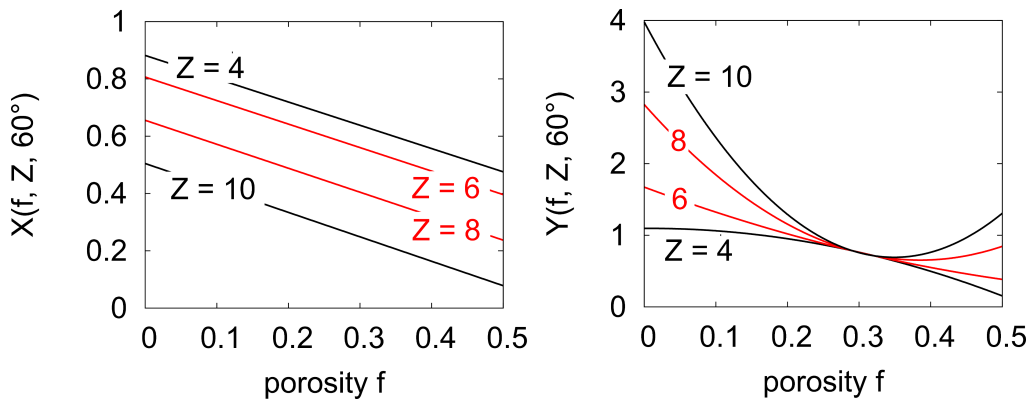 X(f, Z, 60°)
1
0.8
0.6
0.4
0.2
0
Z = 4
Z = 6
Z = 10
Z = 8
0
0.1
0.2
0.3
0.4
0.5
porosity f
Y(f, Z, 60°)
4
3
2
1
0
Z = 10
8
6
Z = 4
0
0.1
0.2
0.3
0.4
0.5
porosity f